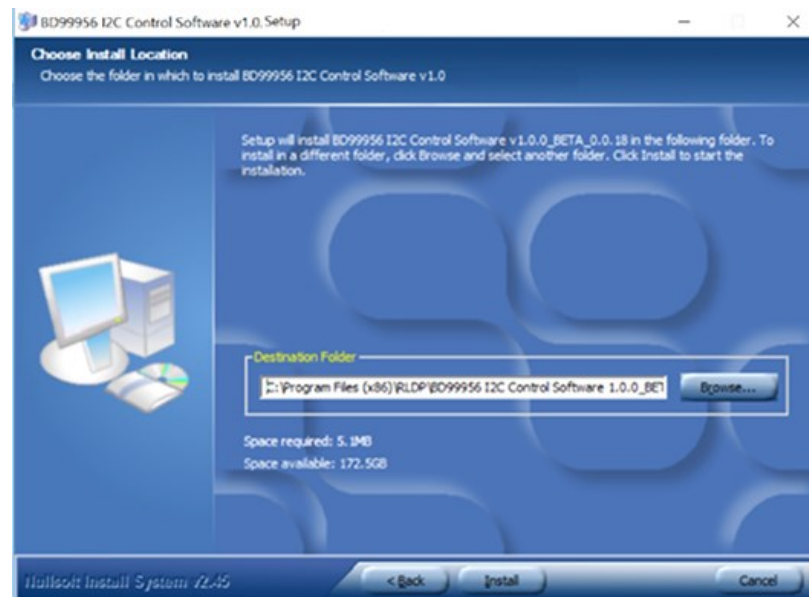 BD99956 I2C Control Software v1.0. Setup
Choose Install Location
Choose the folder in which to install BD99956 I2C Control Software v1.0
Setup will install BD99956 I2C Control Software v1.0.0_BETA_0.0.18 in the following folder. To
install in a different folder, click Browse and select another folder. Click Install to start the
installation.
Destination Folder
C:\Program Files (x86)\RLDP\BD99956 I2C Control Software 1.0.0_BET
Browse...
Space required: 5.1MB
Space available: 172.5GB
Nullsoft Install System v2.45
< Back
Install
Cancel